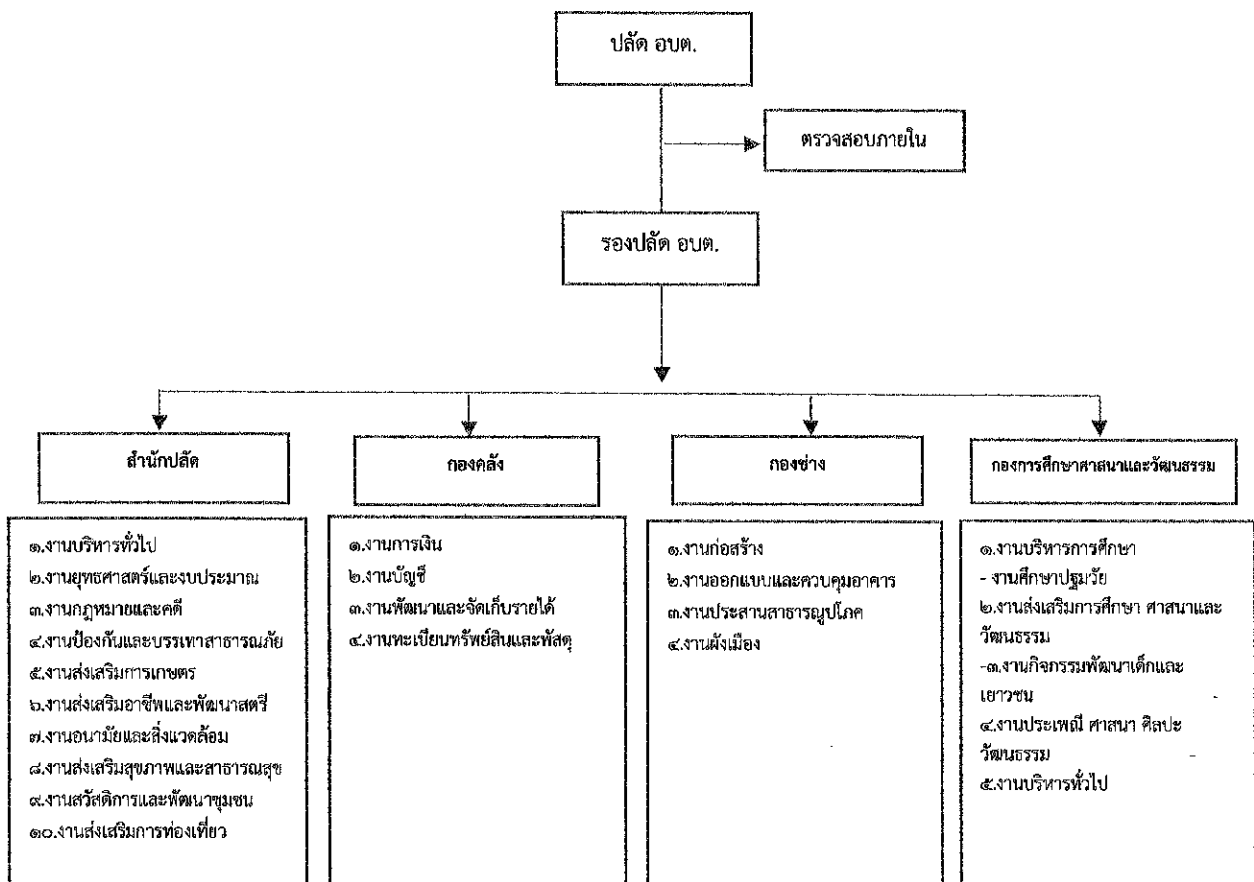 ปลัด อบต.
ตรวจสอบภายใน
รองปลัด อบต.
สำนักปลัด
๑.งานบริหารทั่วไป
๒.งานยุทธศาสตร์และงบประมาณ
๓.งานกฎหมายและคดี
๔.งานป้องกันและบรรเทาสาธารณภัย
๕.งานส่งเสริมการเกษตร
๖.งานส่งเสริมอาชีพและพัฒนาสตรี
๗.งานอนามัยและสิ่งแวดล้อม
๘.งานส่งเสริมสุขภาพและสาธารณสุข
๙.งานสวัสดิการและพัฒนาชุมชน
๑๐.งานส่งเสริมการท่องเที่ยว
กองคลัง
๑.งานการเงิน
๒.งานบัญชี
๓.งานพัฒนาและจัดเก็บรายได้
๔.งานทะเบียนทรัพย์สินและพัสดุ
กองช่าง
๑.งานก่อสร้าง
๒.งานออกแบบและควบคุมอาคาร
๓.งานประสานสาธารณูปโภค
๔.งานผังเมือง
กองการศึกษาศาสนาและวัฒนธรรม
๑.งานบริหารการศึกษา
- งานศึกษาปฐมวัย
๒.งานส่งเสริมการศึกษา ศาสนาและ
วัฒนธรรม
-๓.งานกิจกรรมพัฒนาเด็กและ
เยาวชน
๔.งานประเพณี ศาสนา ศิลปะ
วัฒนธรรม
๕.งานบริหารทั่วไป